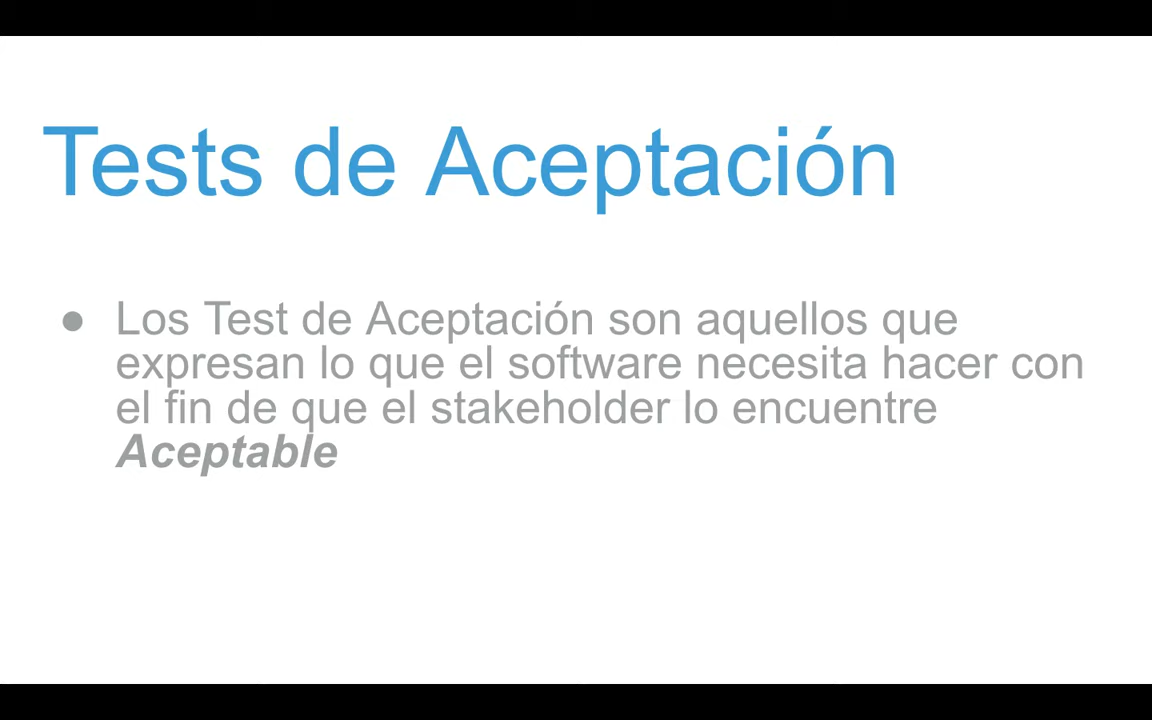 Tests de Aceptación
● Los Test de Aceptación son aquellos que
expresan lo que el software necesita hacer con
el fin de que el stakeholder lo encuentre
Aceptable